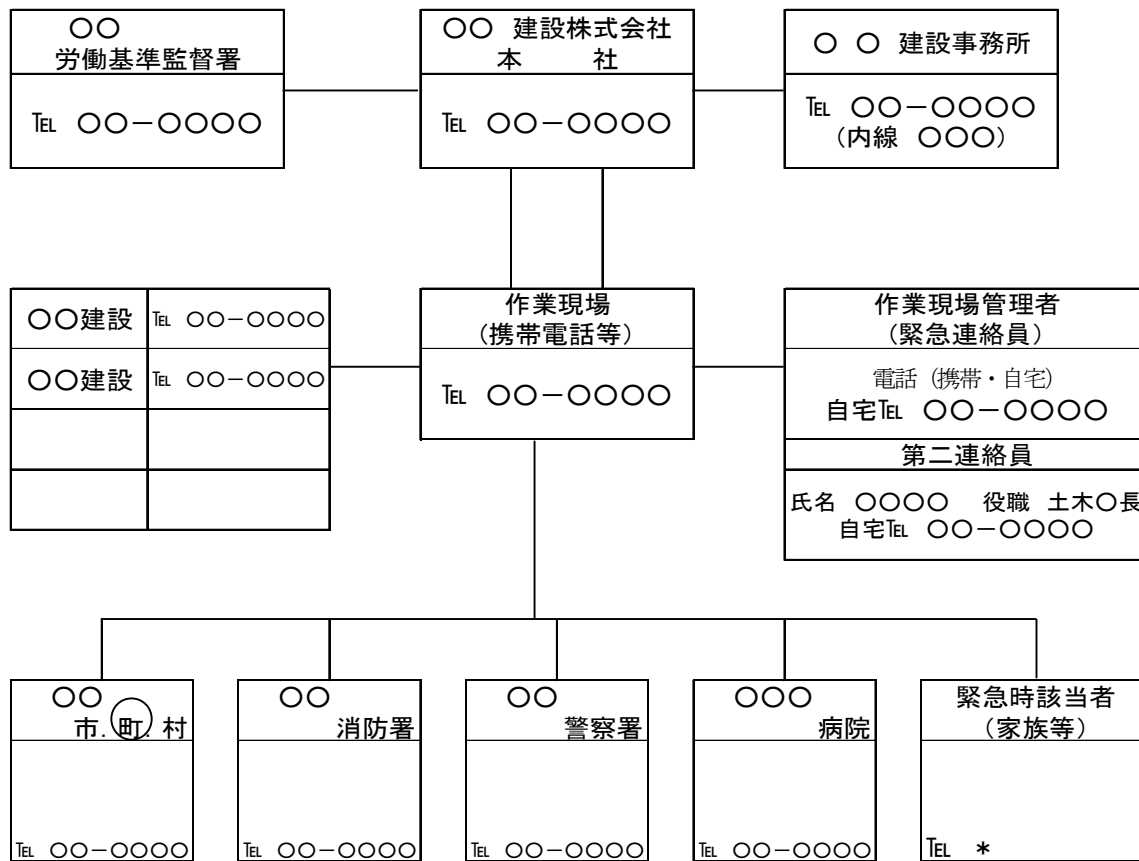 ○○
労働基準監督署
℡ ○○－○○○○
○○ 建設株式会社
本 社
℡ ○○－○○○○
○ ○ 建設事務所
℡ ○○－○○○○
(内線 ○○○)
○○建設 ℡ ○○－○○○○
○○建設 ℡ ○○－○○○○
作業現場
(携帯電話等)
℡ ○○－○○○○
作業現場管理者
(緊急連絡員)
電話 (携帯・自宅)
自宅℡ ○○－○○○○
第二連絡員
氏名 ○○○○ 役職 土木○長
自宅℡ ○○－○○○○
○○
市.町.村
℡ ○○－○○○○
○○
消防署
℡ ○○－○○○○
○○
警察署
℡ ○○－○○○○
○○○
病院
℡ ○○－○○○○
緊急時該当者
(家族等)
℡ *